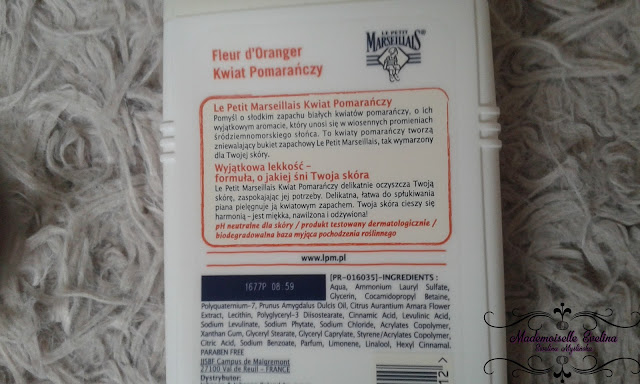 Fleur d'Oranger
Kwiat Pomarańczy
LE PETIT
MARSEILLAIS®
Le Petit Marseillais Kwiat Pomarańczy
Pomyśl o słodkim zapachu białych kwiatów pomarańczy, o ich
wyjątkowym aromacie, który unosi się w wiosennych promieniach
śródziemnomorskiego słońca. To kwiaty pomarańczy tworzą
zniewalający bukiet zapachowy Le Petit Marseillais, tak wymarzony
dla Twojej skóry.
Wyjątkowa lekkość –
formuła, o jakiej śni Twoja skóra
Le Petit Marseillais Kwiat Pomarańczy delikatnie oczyszcza Twoją
skórę, zaspokajając jej potrzeby. Delikatna, łatwa do spłukiwania
piana pielęgnuje ją kwiatowym zapachem. Twoja skóra cieszy się
harmonią – jest miękka, nawilżona i odżywiona!
pH neutralne dla skóry / produkt testowany dermatologicznie /
biodegradowalna baza myjąca pochodzenia roślinnego
www.lpm.pl
1677P 08:59
[PR-016035]-INGREDIENTS :
Aqua, Ammonium Lauryl Sulfate,
Glycerin, Cocamidopropyl Betaine,
Polyquaternium-7, Prunus Amygdalus Dulcis Oil, Citrus Aurantium Amara Flower
Extract, Lecithin, Polyglyceryl-3 Diisostearate, Cinnamic Acid, Levulinic Acid,
Sodium Levulinate, Sodium Phytate, Sodium Chloride, Acrylates Copolymer,
Xanthan Gum, Glyceryl Stearate, Glyceryl Caprylate, Styrene/Acrylates Copolymer,
Citric Acid, Sodium Benzoate, Parfum, Limonene, Linalool, Hexyl Cinnamal.
PARABEN FREE
JJSBF Campus de Maigremont
27100 Val de Reuil – FRANCE
Dystrybutor:
12
Mademoiselle Evelina
Ewelina Myślińska